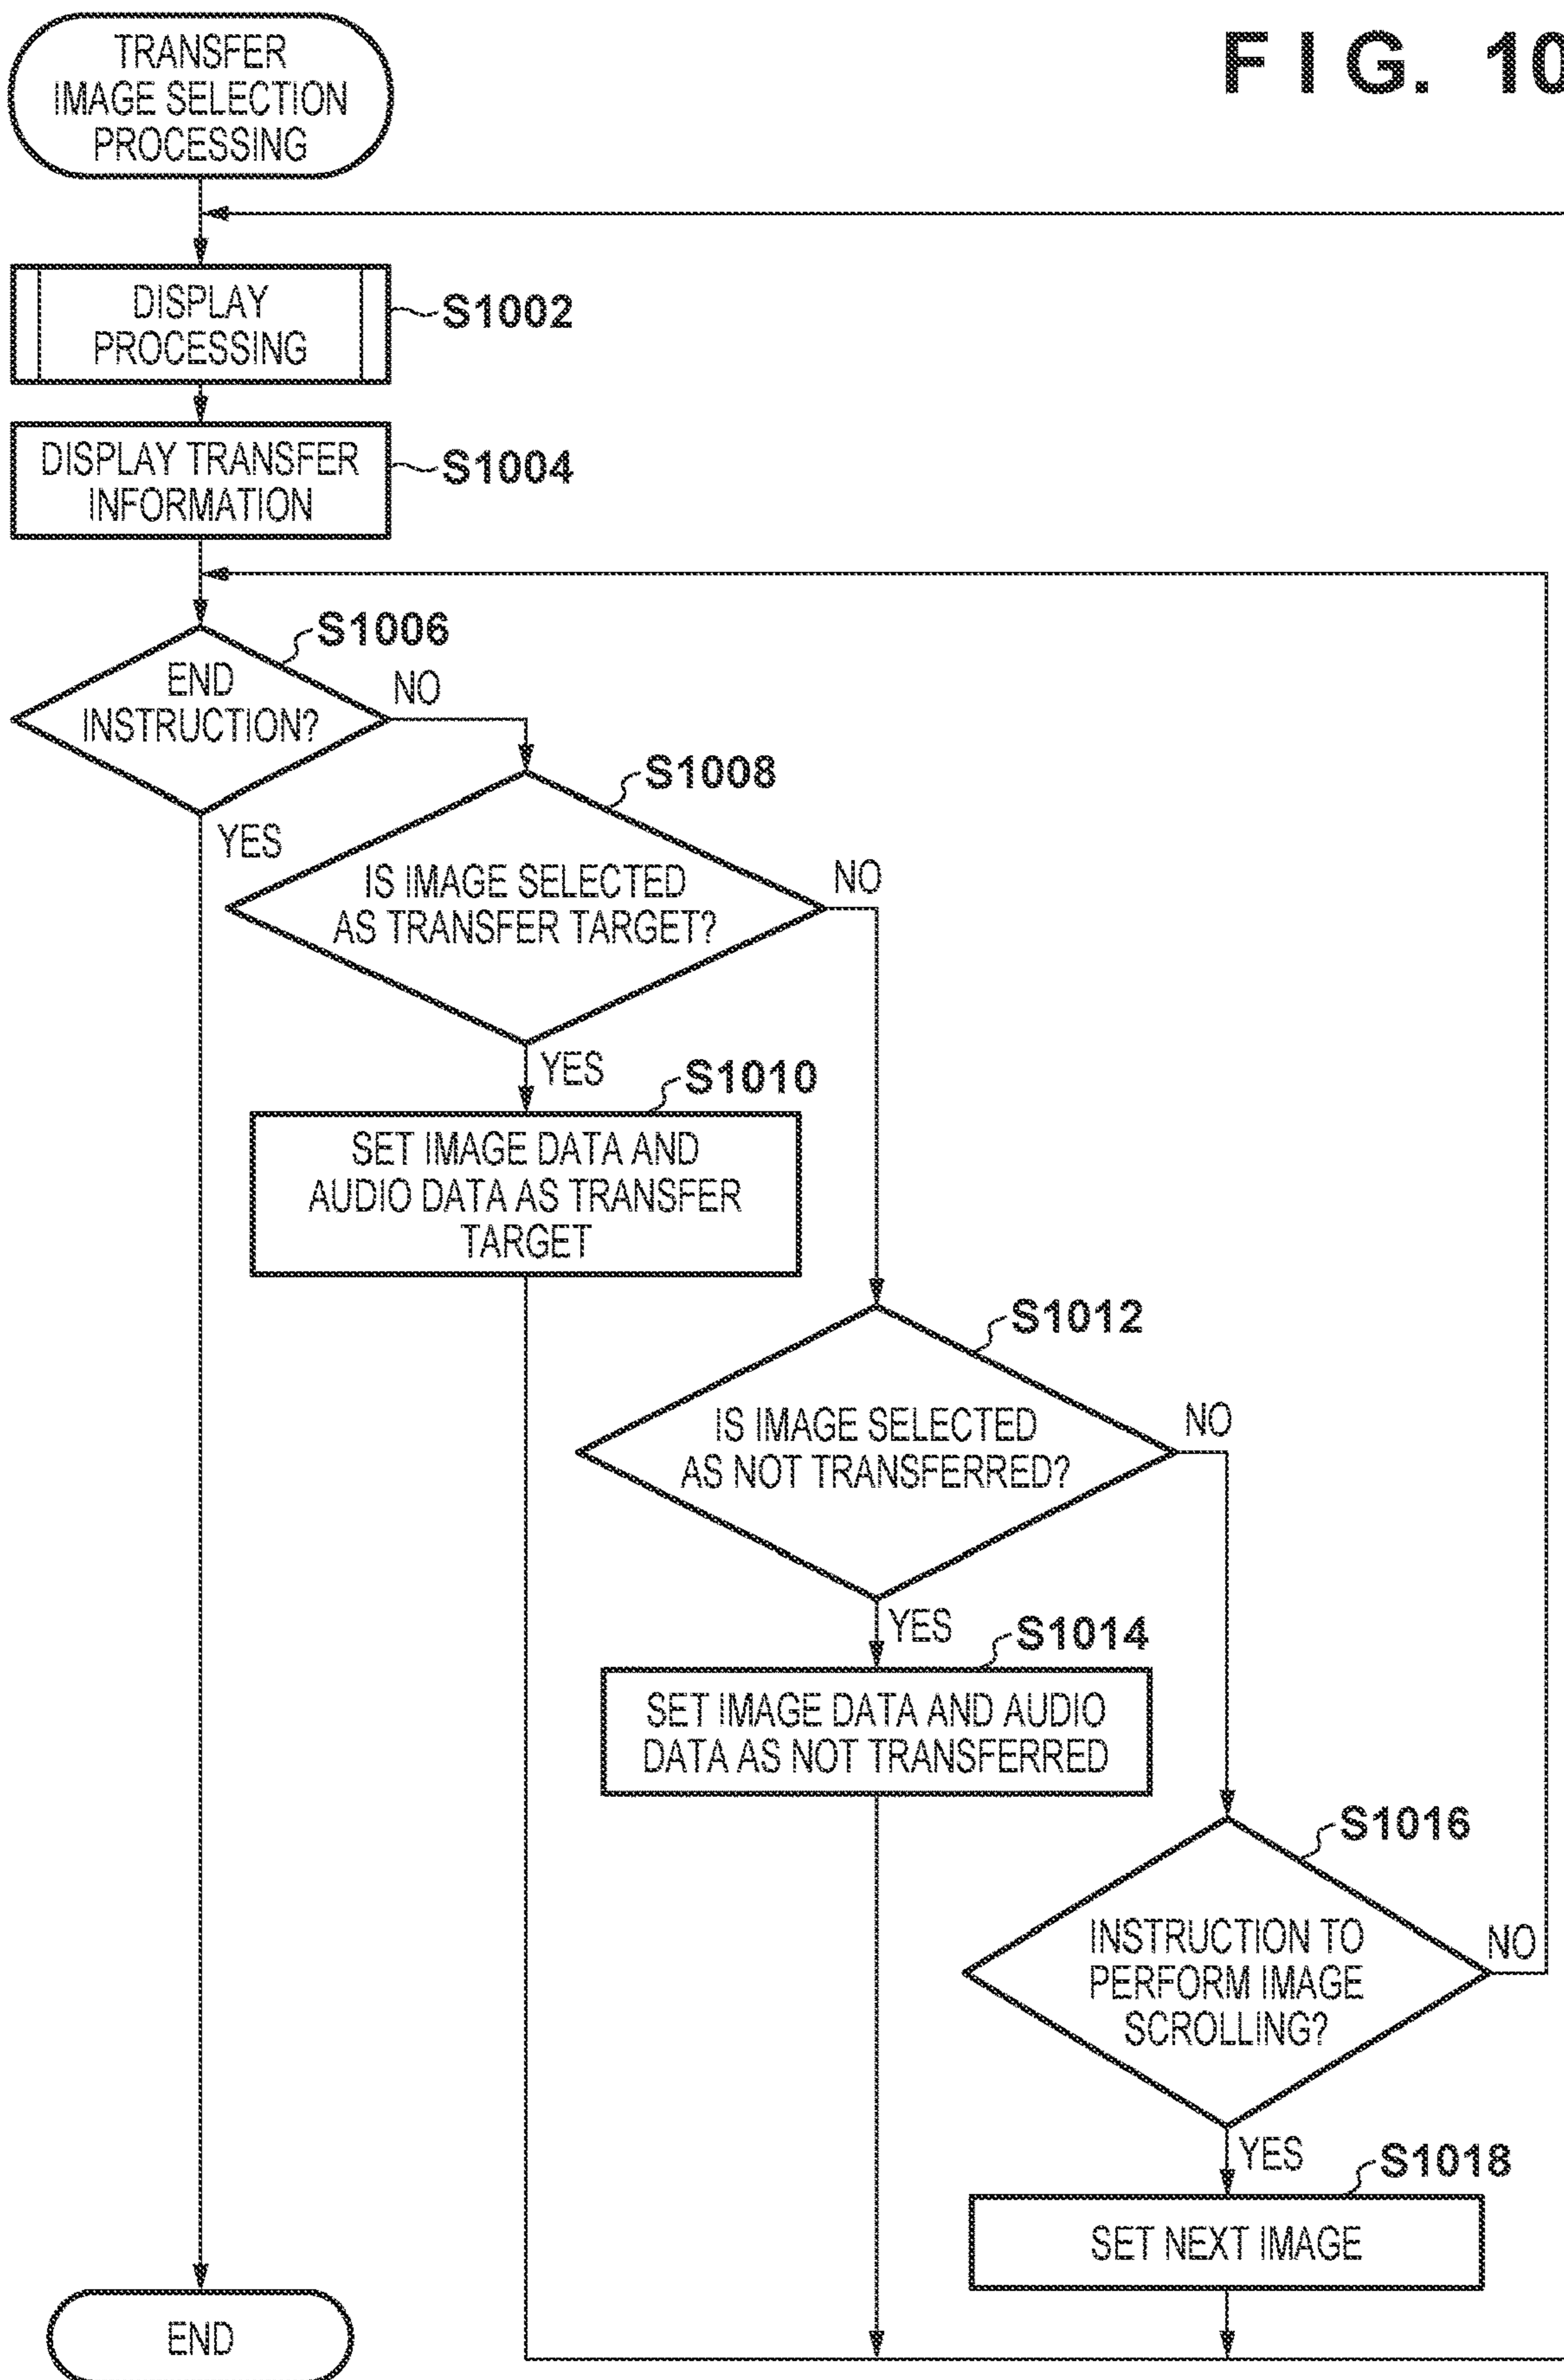 FIG. 10
TRANSFER
IMAGE SELECTION
PROCESSING
DISPLAY
PROCESSING
S1002
DISPLAY TRANSFER
INFORMATION
S1004
S1006
END
INSTRUCTION?
NO
YES
S1008
IS IMAGE SELECTED
AS TRANSFER TARGET?
NO
YES
S1010
SET IMAGE DATA AND
AUDIO DATA AS TRANSFER
TARGET
S1012
IS IMAGE SELECTED
AS NOT TRANSFERRED?
NO
YES
S1014
SET IMAGE DATA AND AUDIO
DATA AS NOT TRANSFERRED
S1016
INSTRUCTION TO
PERFORM IMAGE
SCROLLING?
NO
YES
S1018
SET NEXT IMAGE
END